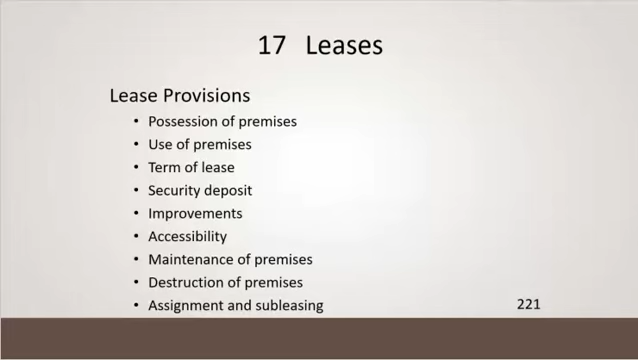 17 Leases
Lease Provisions
• Possession of premises
• Use of premises
• Term of lease
• Security deposit
• Improvements
• Accessibility
• Maintenance of premises
• Destruction of premises
• Assignment and subleasing
221